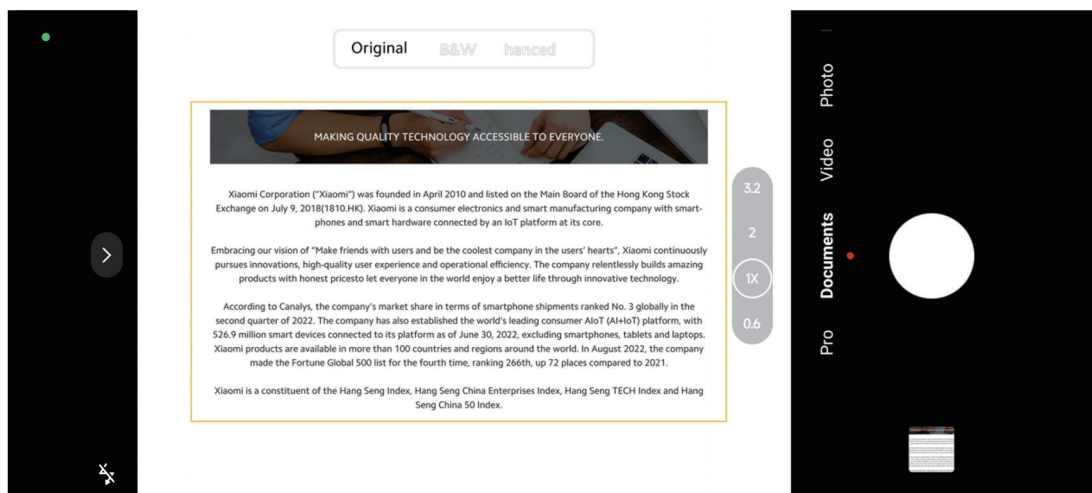 Original B&W hanced
MAKING QUALITY TECHNOLOGY ACCESSIBLE TO EVERYONE.
Xiaomi Corporation ("Xiaomi") was founded in April 2010 and listed on the Main Board of the Hong Kong Stock
Exchange on July 9, 2018(1810.HK). Xiaomi is a consumer electronics and smart manufacturing company with smart-
phones and smart hardware connected by an IoT platform at its core.
Embracing our vision of "Make friends with users and be the coolest company in the users' hearts", Xiaomi continuously
pursues innovations, high-quality user experience and operational efficiency. The company relentlessly builds amazing
products with honest pricesto let everyone in the world enjoy a better life through innovative technology.
According to Canalys, the company's market share in terms of smartphone shipments ranked No. 3 globally in the
second quarter of 2022. The company has also established the world's leading consumer AIoT (AI+IoT) platform, with
526.9 million smart devices connected to its platform as of June 30, 2022, excluding smartphones, tablets and laptops.
Xiaomi products are available in more than 100 countries and regions around the world. In August 2022, the company
made the Fortune Global 500 list for the fourth time, ranking 266th, up 72 places compared to 2021.
Xiaomi is a constituent of the Hang Seng Index, Hang Seng China Enterprises Index, Hang Seng TECH Index and Hang
Seng China 50 Index.
3.2
2
1X
0.6
Pro
Documents
Video
Photo